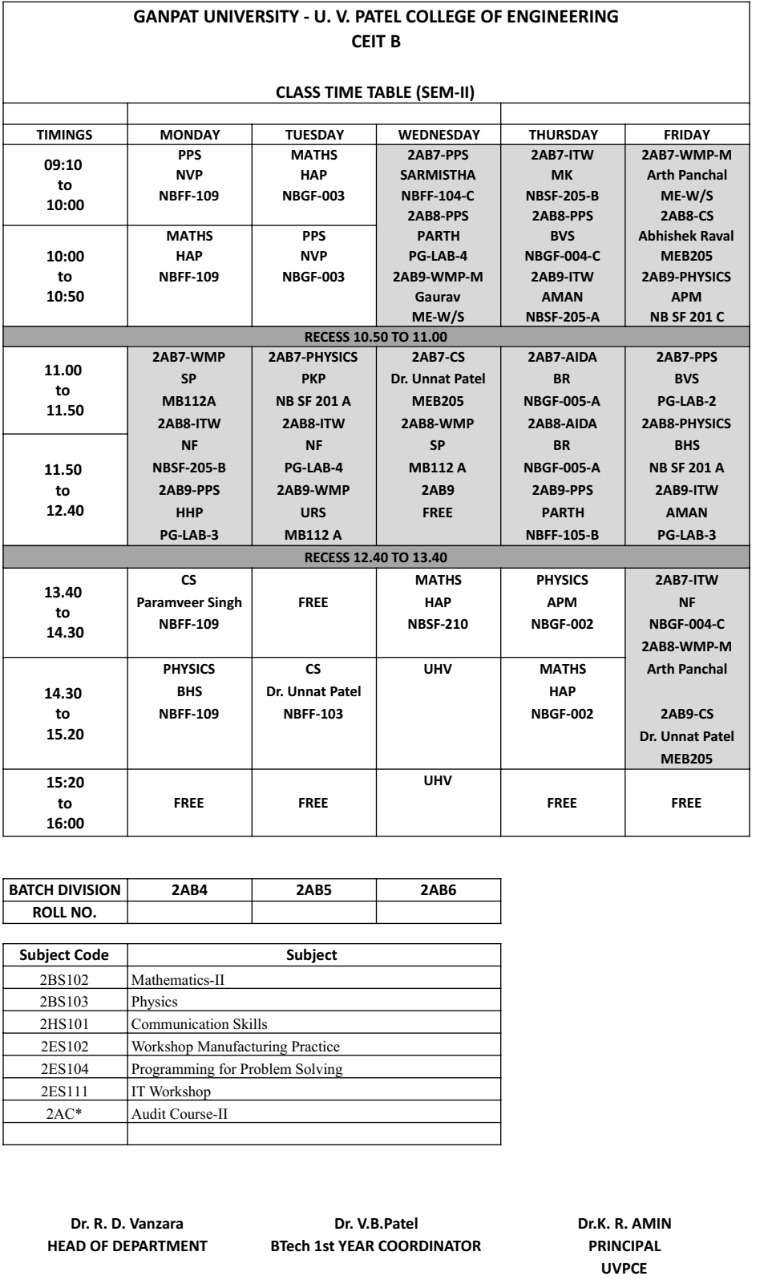 GANPAT UNIVERSITY - U. V. PATEL COLLEGE OF ENGINEERING
CEIT B
CLASS TIME TABLE (SEM-II)
TIMINGS MONDAY TUESDAY WEDNESDAY THURSDAY FRIDAY
09:10
to
10:00
PPS
NVP
NBFF-109
MATHS
HAP
NBGF-003
2AB7-PPS
SARMISTHA
NBFF-104-C
2AB8-PPS
PARTH
PG-LAB-4
2AB9-WMP-M
Gaurav
ME-W/S
2AB7-ITW
MK
NBSF-205-B
2AB8-PPS
BVS
NBGF-004-C
2AB9-ITW
AMAN
NBSF-205-A
2AB7-WMP-M
Arth Panchal
ME-W/S
2AB8-CS
Abhishek Raval
MEB205
2AB9-PHYSICS
APM
NB SF 201 C
10:00
to
10:50
MATHS
HAP
NBFF-109
PPS
NVP
NBGF-003
RECESS 10.50 TO 11.00
11.00
to
11.50
2AB7-WMP
SP
MB112A
2AB8-ITW
NF
NBSF-205-B
2AB9-PPS
HHP
PG-LAB-3
2AB7-PHYSICS
PKP
NB SF 201 A
2AB8-ITW
NF
PG-LAB-4
2AB9-WMP
URS
MB112 A
2AB7-CS
Dr. Unnat Patel
MEB205
2AB8-WMP
SP
MB112 A
2AB9
FREE
2AB7-AIDA
BR
NBGF-005-A
2AB8-AIDA
BR
NBGF-005-A
2AB9-PPS
PARTH
NBFF-105-B
2AB7-PPS
BVS
PG-LAB-2
2AB8-PHYSICS
BHS
NB SF 201 A
2AB9-ITW
AMAN
PG-LAB-3
11.50
to
12.40
RECESS 12.40 TO 13.40
13.40
to
14.30
CS
Paramveer Singh
NBFF-109
FREE
MATHS
HAP
NBSF-210
PHYSICS
APM
NBGF-002
2AB7-ITW
NF
NBGF-004-C
2AB8-WMP-M
Arth Panchal
2AB9-CS
Dr. Unnat Patel
MEB205
14.30
to
15.20
PHYSICS
BHS
NBFF-109
CS
Dr. Unnat Patel
NBFF-103
UHV
MATHS
HAP
NBGF-002
15:20
to
16:00
FREE
FREE
UHV
FREE
FREE
BATCH DIVISION 2AB4 2AB5 2AB6
ROLL NO.
Subject Code Subject
2BS102 Mathematics-II
2BS103 Physics
2HS101 Communication Skills
2ES102 Workshop Manufacturing Practice
2ES104 Programming for Problem Solving
2ES111 IT Workshop
2AC* Audit Course-II
Dr. R. D. Vanzara Dr. V.B.Patel Dr.K. R. AMIN
HEAD OF DEPARTMENT BTech 1st YEAR COORDINATOR PRINCIPAL
UVPCE